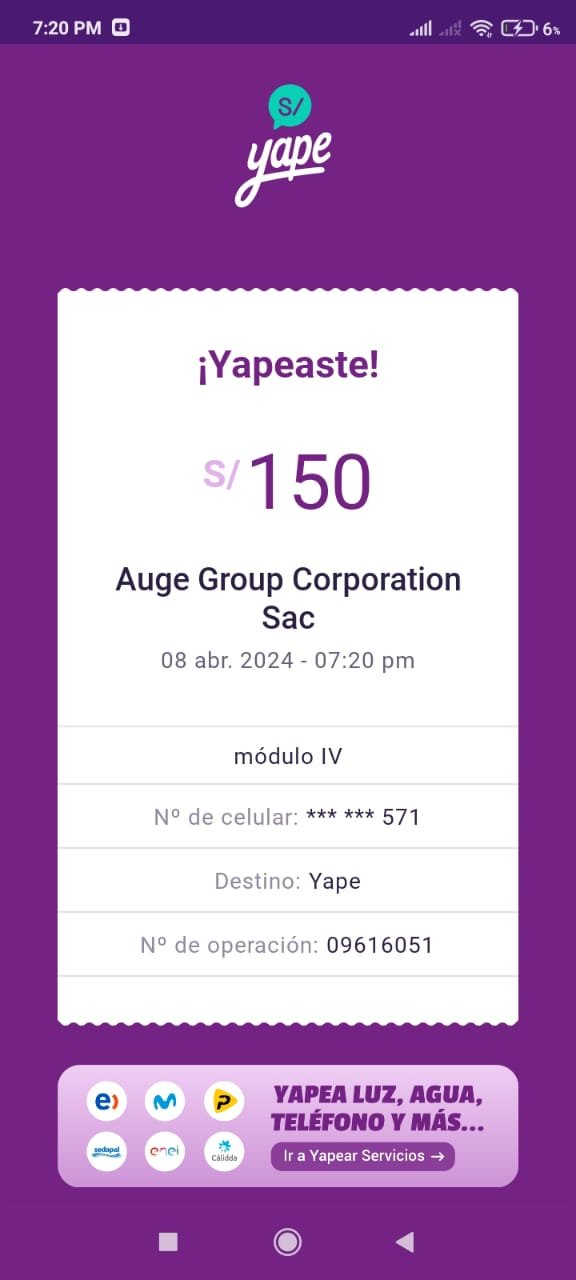 7:20 PM
6%
S/
yape
¡Yapeaste!
S/ 150
Auge Group Corporation
Sac
08 abr. 2024 - 07:20 pm
módulo IV
Nº de celular: *** *** 571
Destino: Yape
Nº de operación: 09616051
e)
P
sedapal
enel
Cálidda
YAPEA LUZ, AGUA,
TELÉFONO Y MÁS...
Ir a Yapear Servicios →